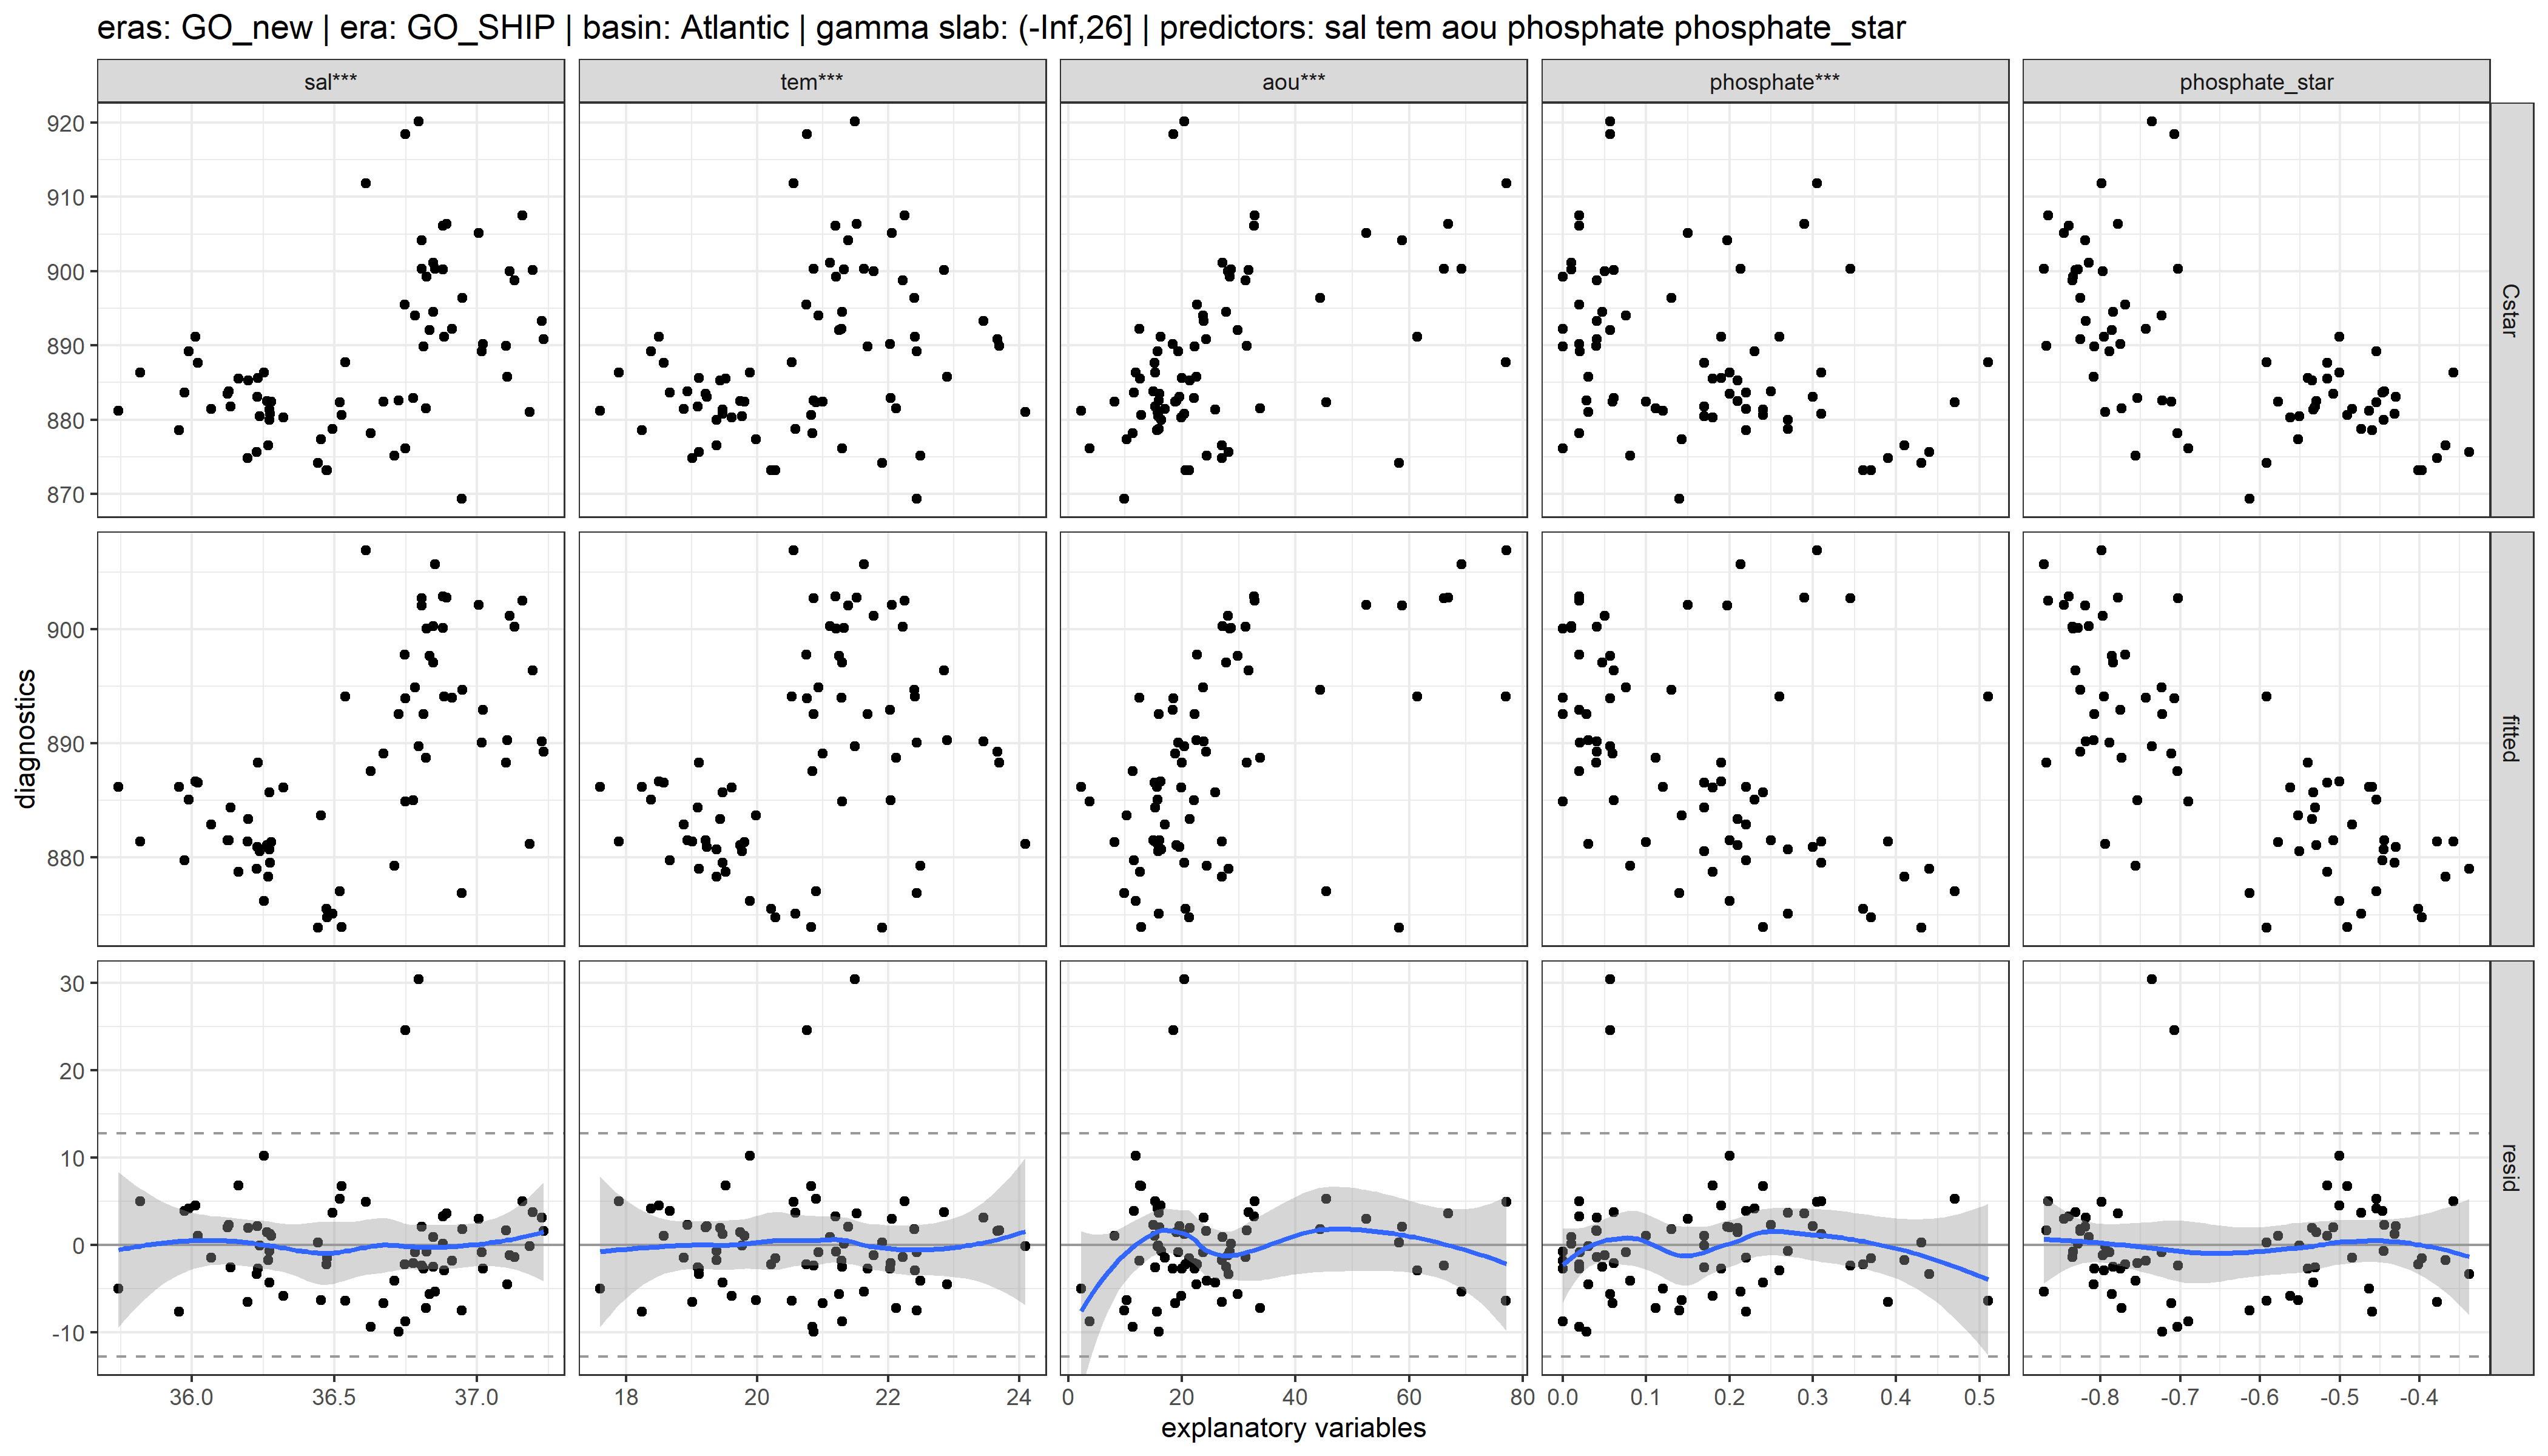 eras: GO_new | era: GO_SHIP | basin: Atlantic | gamma slab: (-Inf,26] | predictors: sal tem aou phosphate phosphate_star
sal*** tem*** aou*** phosphate*** phosphate_star
920
910
900
890
880
870
Cstar
900
890
880
fitted
diagnostics
30
20
10
0
-10
resid
36.0 36.5 37.0 18 20 22 24 0 20 40 60 80 0.0 0.1 0.2 0.3 0.4 0.5 -0.8 -0.7 -0.6 -0.5 -0.4
explanatory variables